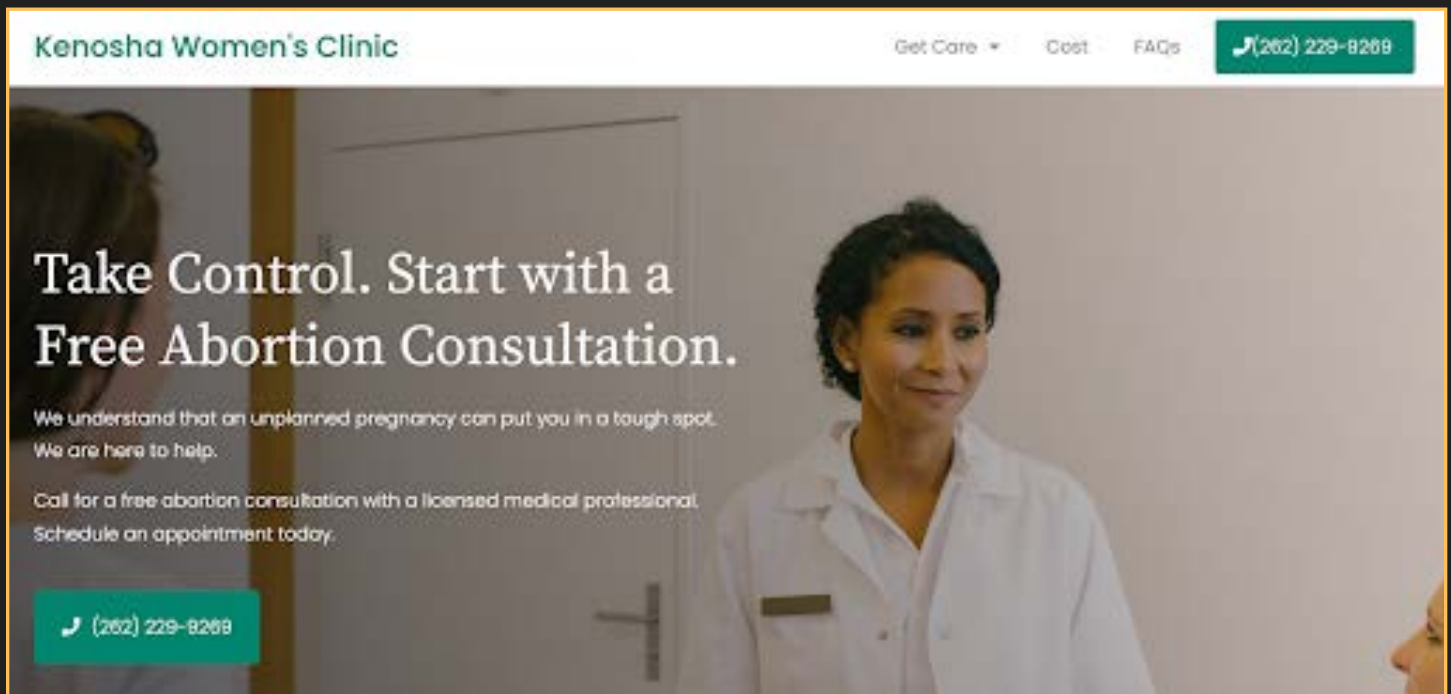 Kenosha Women's Clinic
Get Care
Cost
FAQs
(262) 229-9269
Take Control. Start with a
Free Abortion Consultation.
We understand that an unplanned pregnancy can put you in a tough spot.
We are here to help.
Call for a free abortion consultation with a licensed medical professional.
Schedule an appointment today.
(262) 229-9269